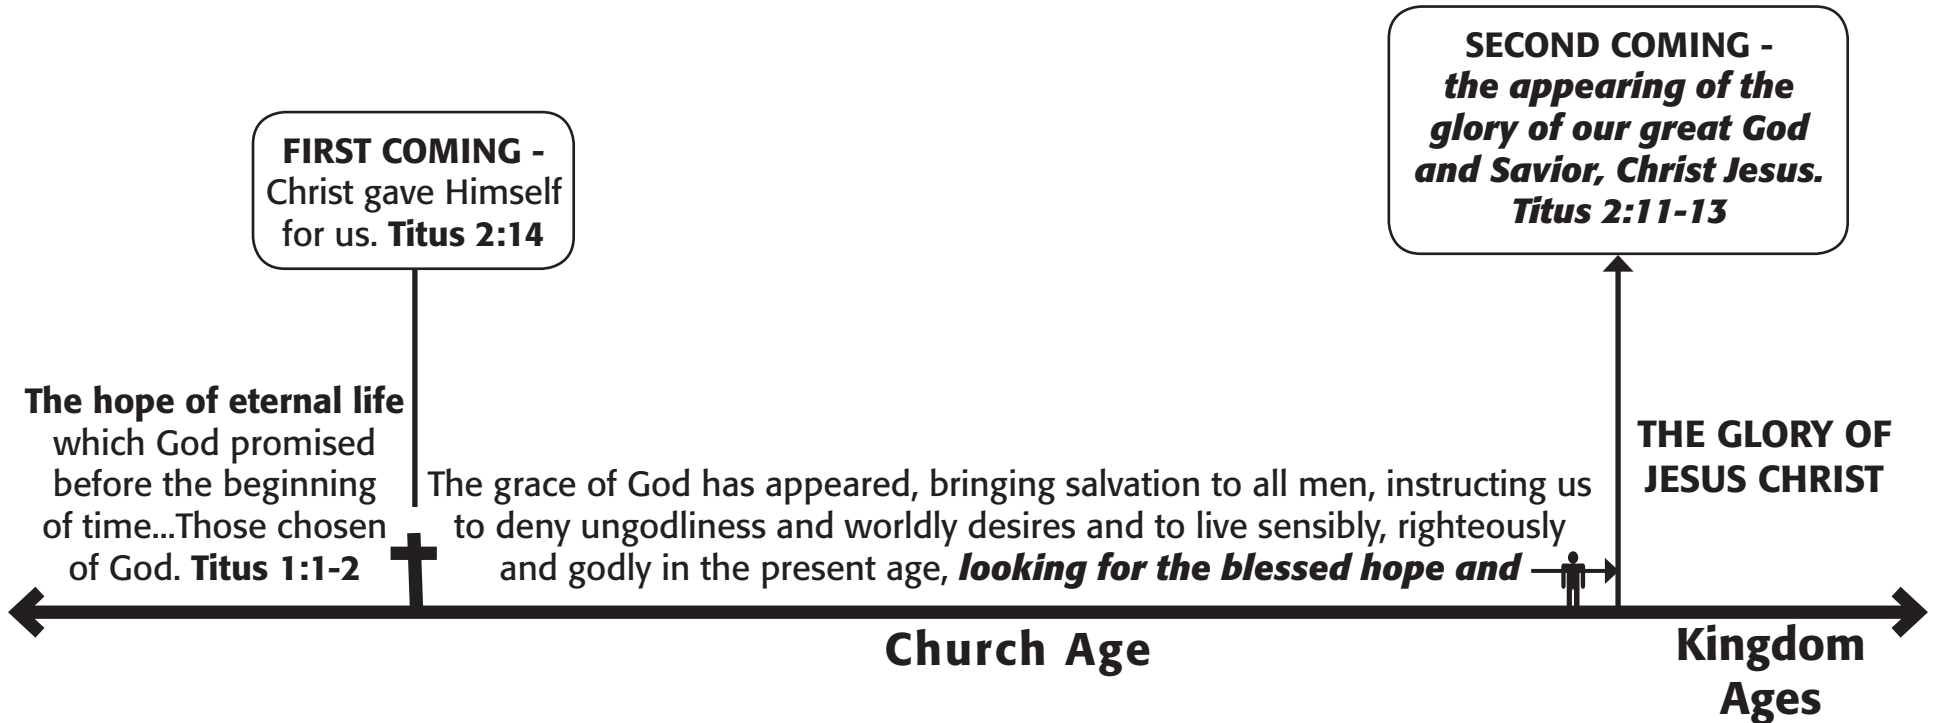 FIRST COMING -
Christ gave Himself
for us. Titus 2:14
SECOND COMING -
the appearing of the
glory of our great God
and Savior, Christ Jesus.
Titus 2:11-13
The hope of eternal life
which God promised
before the beginning
of time...Those chosen
of God. Titus 1:1-2
The grace of God has appeared, bringing salvation to all men, instructing us
to deny ungodliness and worldly desires and to live sensibly, righteously
and godly in the present age, looking for the blessed hope and
THE GLORY OF
JESUS CHRIST
Church Age
Kingdom
Ages